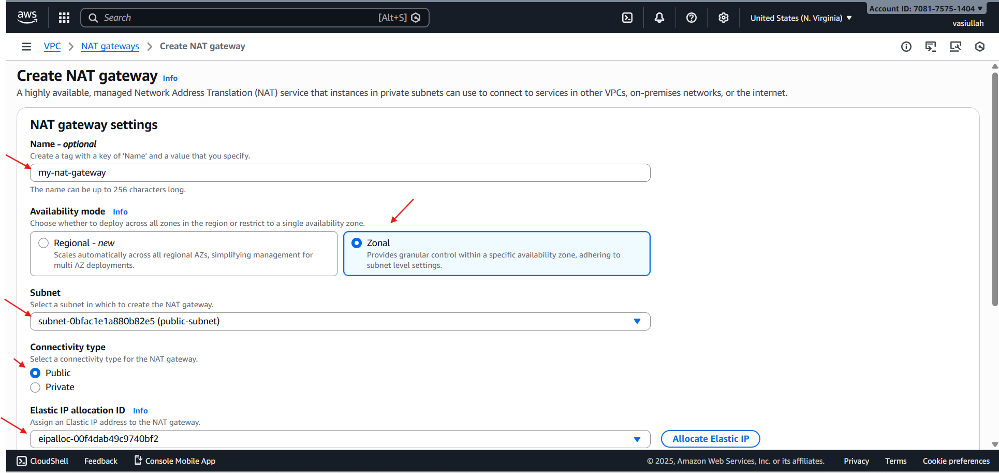 aws
Search [Alt+S]
United States (N. Virginia)
Account ID: 7081-7575-1404
vasiullah
VPC NAT gateways Create NAT gateway
Create NAT gateway Info
A highly available, managed Network Address Translation (NAT) service that instances in private subnets can use to connect to services in other VPCs, on-premises networks, or the internet.
NAT gateway settings
Name - optional
Create a tag with a key of 'Name' and a value that you specify.
my-nat-gateway
The name can be up to 256 characters long.
Availability mode Info
Choose whether to deploy across all zones in the region or restrict to a single availability zone.
Regional - new
Scales automatically across all regional AZs, simplifying management for
multi AZ deployments.
Zonal
Provides granular control within a specific availability zone, adhering to
subnet level settings.
Subnet
Select a subnet in which to create the NAT gateway.
subnet-0bfac1e1a880b82e5 (public-subnet)
Connectivity type
Select a connectivity type for the NAT gateway.
Public
Private
Elastic IP allocation ID Info
Assign an Elastic IP address to the NAT gateway.
eipalloc-00f4dab49c9740bf2
Allocate Elastic IP
CloudShell Feedback Console Mobile App © 2025, Amazon Web Services, Inc. or its affiliates. Privacy Terms Cookie preferences